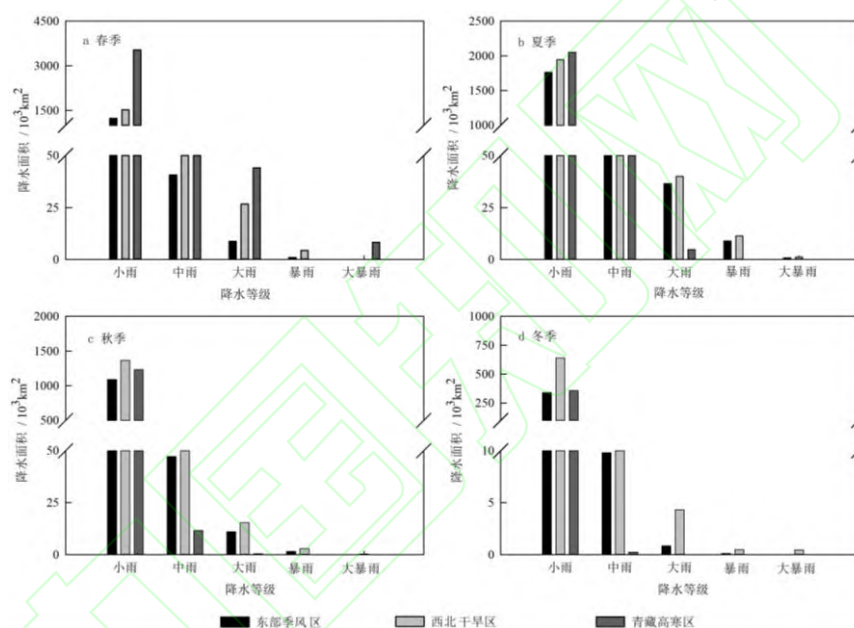 a 春季
4500
3000
1500
50
25
0
降水面积 / 10³km²
小雨 中雨 大雨 暴雨 大暴雨
降水等级
b 夏季
2500
2000
1500
1000
50
25
0
降水面积 / 10³km²
小雨 中雨 大雨 暴雨 大暴雨
降水等级
c 秋季
2000
1500
1000
500
50
25
0
降水面积 / 10³km²
小雨 中雨 大雨 暴雨 大暴雨
降水等级
d 冬季
1000
750
500
250
10
5
0
降水面积 / 10³km²
小雨 中雨 大雨 暴雨 大暴雨
降水等级
东部季风区 西北干旱区 青藏高寒区